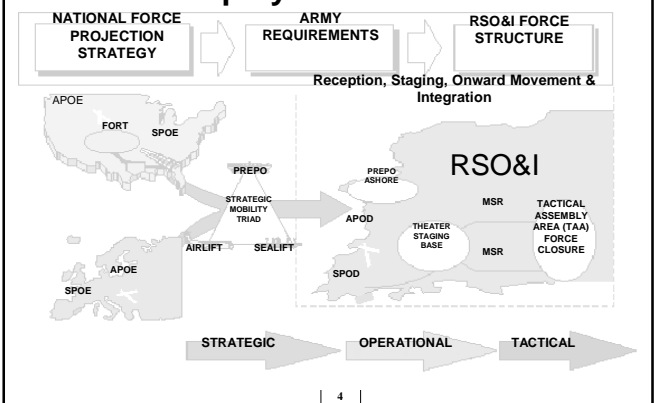 NATIONAL FORCE
PROJECTION
STRATEGY
ARMY
REQUIREMENTS
RSO&I FORCE
STRUCTURE
Reception, Staging, Onward Movement &
Integration
APOE
FORT
SPOE
PREPO
STRATEGIC
MOBILITY
TRIAD
AIRLIFT
SEALIFT
APOE
SPOE
RSO&I
PREPO
ASHORE
APOD
SPOD
THEATER
STAGING
BASE
MSR
MSR
TACTICAL
ASSEMBLY
AREA (TAA)
FORCE
CLOSURE
STRATEGIC
OPERATIONAL
TACTICAL
4